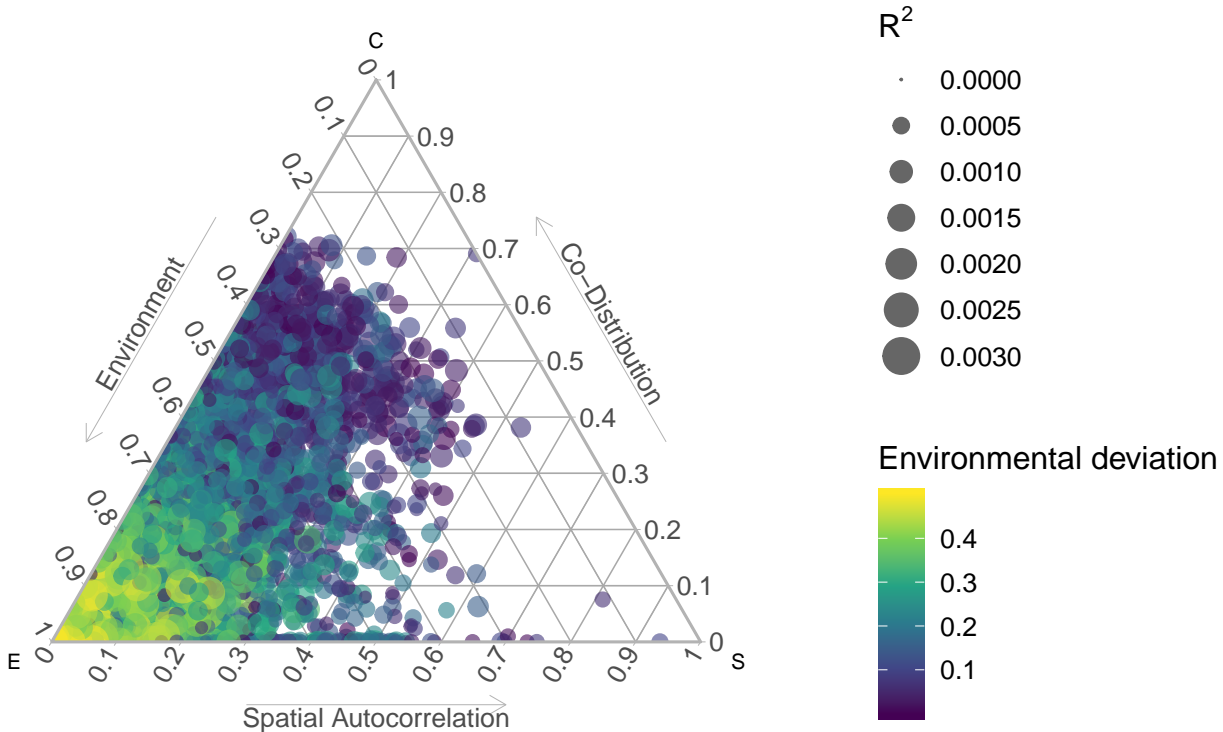 C
0 1
0.1 0.9
0.2 0.8
0.3 0.7
0.4 0.6
0.5 0.5
0.6 0.4
0.7 0.3
0.8 0.2
0.9 0.1
1 0
E S
0 0.1 0.2 0.3 0.4 0.5 0.6 0.7 0.8 0.9 1
Environment
Co−Distribution
Spatial Autocorrelation
R²
0.0000
0.0005
0.0010
0.0015
0.0020
0.0025
0.0030
Environmental deviation
0.4
0.3
0.2
0.1